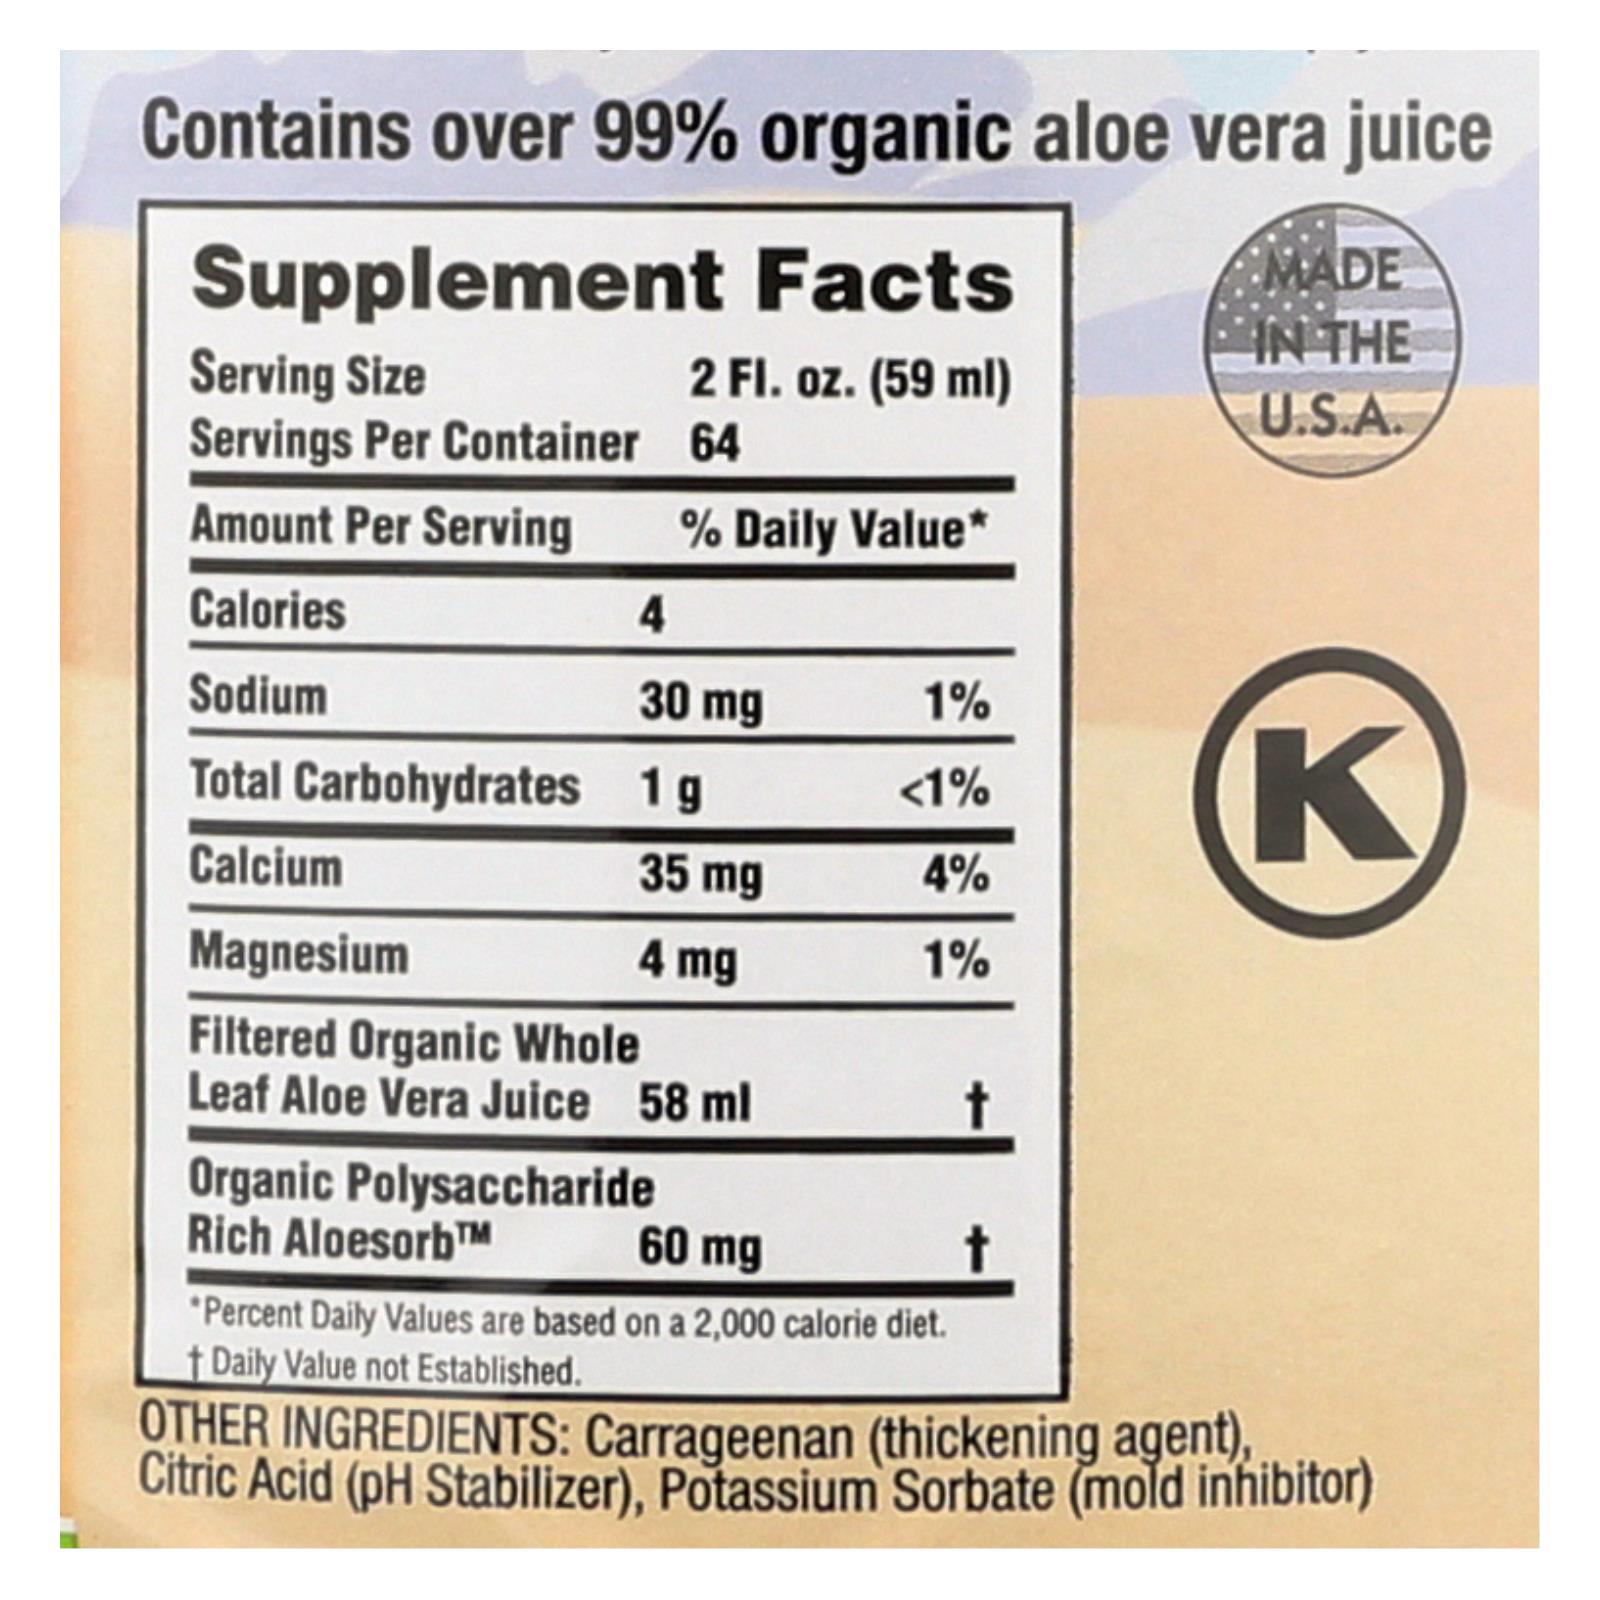 Contains over 99% organic aloe vera juice
Supplement Facts
Serving Size 2 Fl. oz. (59 ml)
Servings Per Container 64
Amount Per Serving % Daily Value*
Calories 4
Sodium 30 mg 1%
Total Carbohydrates 1 g <1%
Calcium 35 mg 4%
Magnesium 4 mg 1%
Filtered Organic Whole
Leaf Aloe Vera Juice 58 ml †
Organic Polysaccharide
Rich Aloesorb™ 60 mg †
*Percent Daily Values are based on a 2,000 calorie diet.
† Daily Value not Established.
OTHER INGREDIENTS: Carrageenan (thickening agent),
Citric Acid (pH Stabilizer), Potassium Sorbate (mold inhibitor)
MADE
IN THE
U.S.A.
K